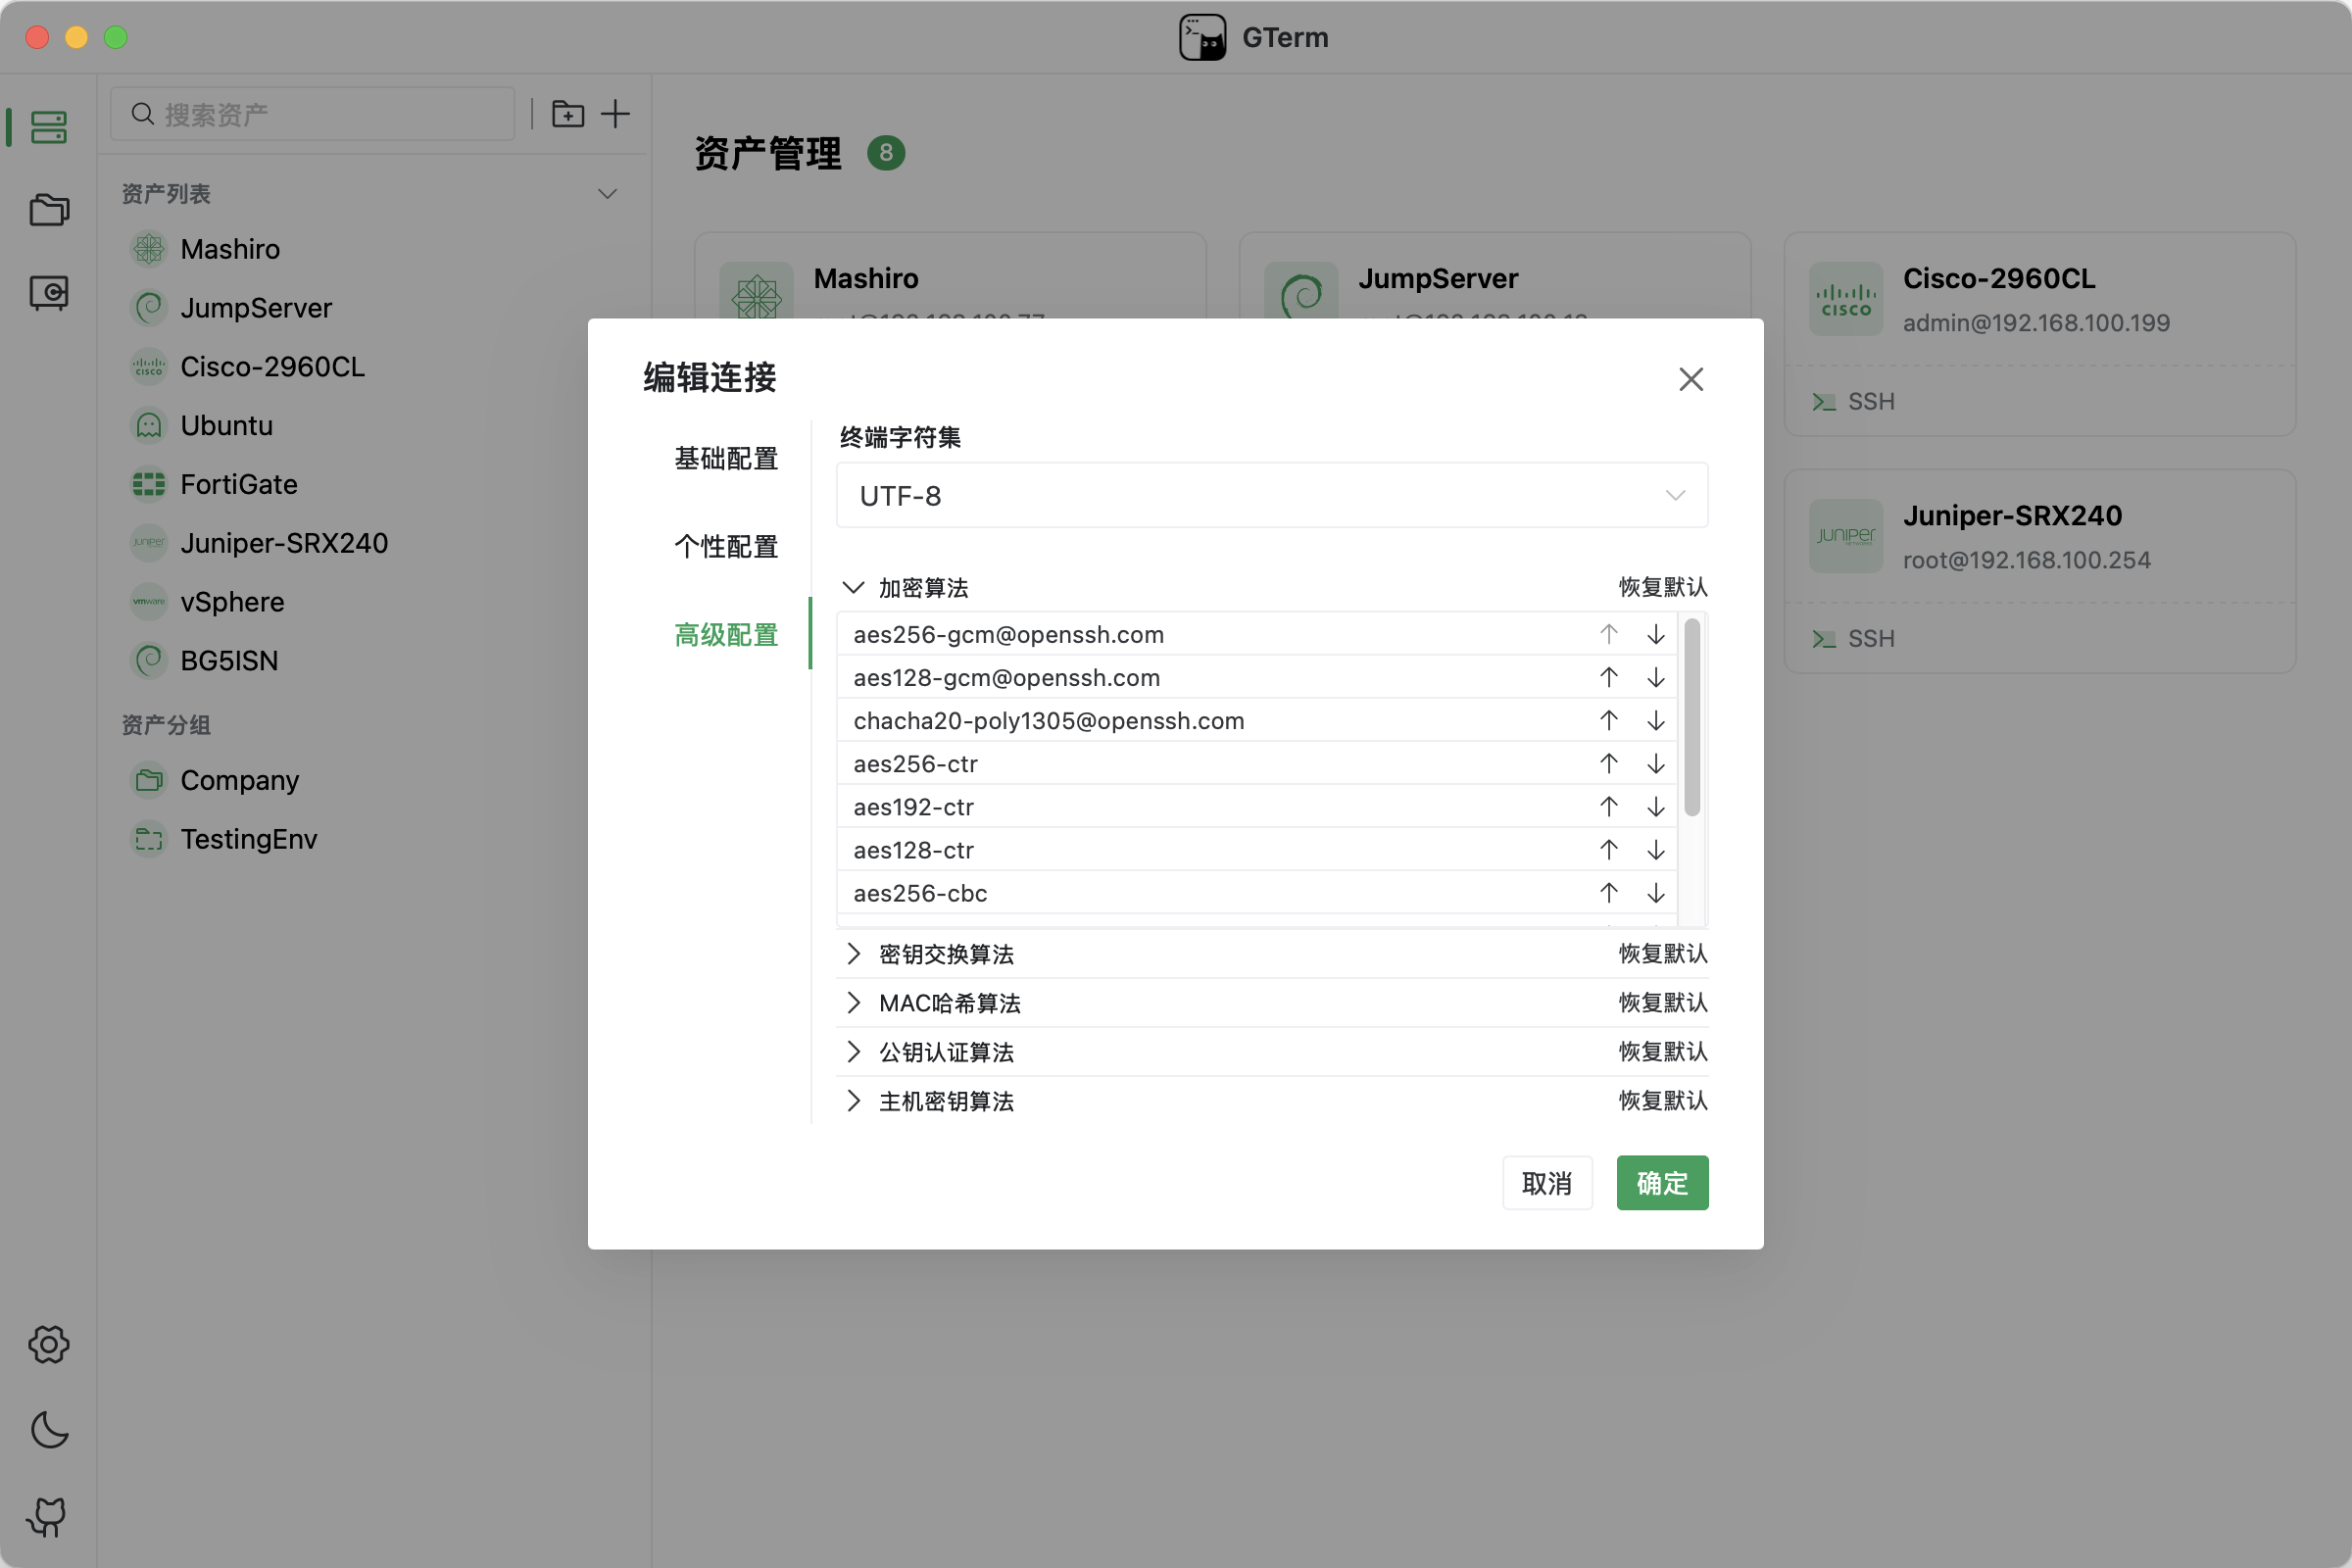 GTerm
搜索资产
资产列表
Mashiro
JumpServer
Cisco-2960CL
Ubuntu
FortiGate
Juniper-SRX240
vSphere
BG5ISN
资产分组
Company
TestingEnv
资产管理 8
Mashiro
JumpServer
CISCO
Cisco-2960CL
admin@192.168.100.199
SSH
JUNIPER
Juniper-SRX240
root@192.168.100.254
SSH
编辑连接
基础配置
个性配置
高级配置
终端字符集
UTF-8
加密算法 恢复默认
aes256-gcm@openssh.com
aes128-gcm@openssh.com
chacha20-poly1305@openssh.com
aes256-ctr
aes192-ctr
aes128-ctr
aes256-cbc
密钥交换算法 恢复默认
MAC哈希算法 恢复默认
公钥认证算法 恢复默认
主机密钥算法 恢复默认
取消 确定